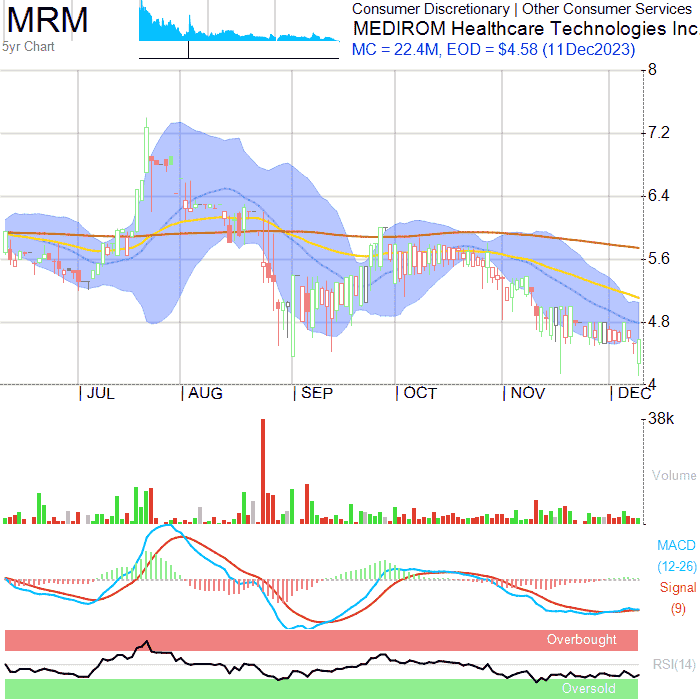 MRM
5yr Chart
Consumer Discretionary | Other Consumer Services
MEDIROM Healthcare Technologies Inc
MC = 22.4M, EOD = $4.58 (11Dec2023)
8
7.2
6.4
5.6
4.8
4
JUL AUG SEP OCT NOV DEC
38k
Volume
MACD
(12-26)
Signal
(9)
Overbought
RSI(14)
Oversold